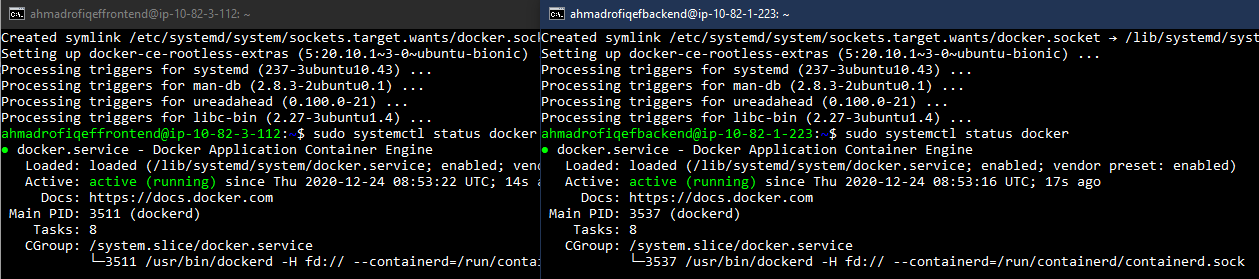 ahmadrofiqeffrontend@ip-10-82-3-112: ~
Created symlink /etc/systemd/system/sockets.target.wants/docker.sock
Setting up docker-ce-rootless-extras (5:20.10.1~3-0~ubuntu-bionic)
Processing triggers for systemd (237-3ubuntu10.43) ...
Processing triggers for man-db (2.8.3-2ubuntu0.1) ...
Processing triggers for ureadahead (0.100.0-21) ...
Processing triggers for libc-bin (2.27-3ubuntu1.4) ...
ahmadrofiqeffrontend@ip-10-82-3-112:~$ sudo systemctl status docker
● docker.service - Docker Application Container Engine
Loaded: loaded (/lib/systemd/system/docker.service; enabled; vend
Active: active (running) since Thu 2020-12-24 08:53:22 UTC; 14s a
Docs: https://docs.docker.com
Main PID: 3511 (dockerd)
Tasks: 8
CGroup: /system.slice/docker.service
└─3511 /usr/bin/dockerd -H fd:// --containerd=/run/contai
ahmadrofiqefbackend@ip-10-82-1-223: ~
Created symlink /etc/systemd/system/sockets.target.wants/docker.socket → /lib/systemd/syst
Setting up docker-ce-rootless-extras (5:20.10.1~3-0~ubuntu-bionic) ...
Processing triggers for systemd (237-3ubuntu10.43) ...
Processing triggers for man-db (2.8.3-2ubuntu0.1) ...
Processing triggers for ureadahead (0.100.0-21) ...
Processing triggers for libc-bin (2.27-3ubuntu1.4) ...
ahmadrofiqefbackend@ip-10-82-1-223:~$ sudo systemctl status docker
● docker.service - Docker Application Container Engine
Loaded: loaded (/lib/systemd/system/docker.service; enabled; vendor preset: enabled)
Active: active (running) since Thu 2020-12-24 08:53:16 UTC; 17s ago
Docs: https://docs.docker.com
Main PID: 3537 (dockerd)
Tasks: 8
CGroup: /system.slice/docker.service
└─3537 /usr/bin/dockerd -H fd:// --containerd=/run/containerd/containerd.sock